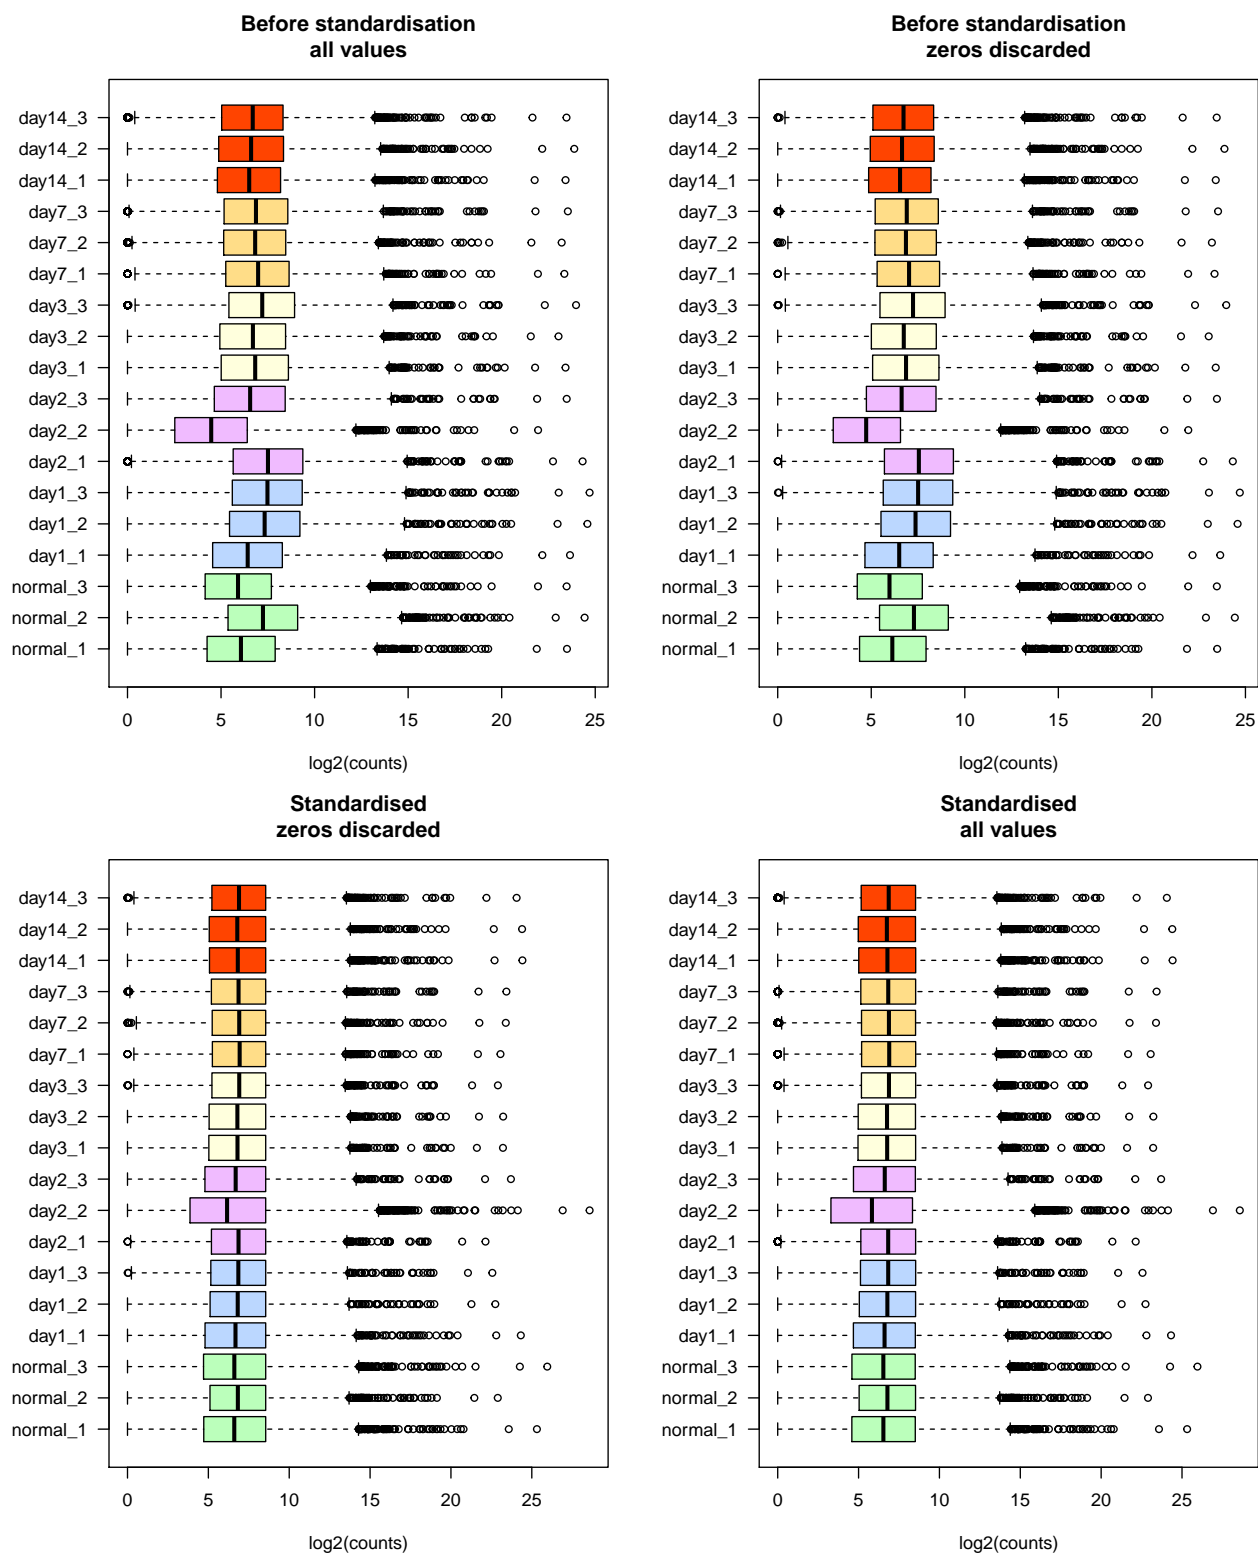 Before standardisation
all values
day14_3
day14_2
day14_1
day7_3
day7_2
day7_1
day3_3
day3_2
day3_1
day2_3
day2_2
day2_1
day1_3
day1_2
day1_1
normal_3
normal_2
normal_1
0 5 10 15 20 25
log2(counts)
Before standardisation
zeros discarded
day14_3
day14_2
day14_1
day7_3
day7_2
day7_1
day3_3
day3_2
day3_1
day2_3
day2_2
day2_1
day1_3
day1_2
day1_1
normal_3
normal_2
normal_1
0 5 10 15 20 25
log2(counts)
Standardised
zeros discarded
day14_3
day14_2
day14_1
day7_3
day7_2
day7_1
day3_3
day3_2
day3_1
day2_3
day2_2
day2_1
day1_3
day1_2
day1_1
normal_3
normal_2
normal_1
0 5 10 15 20 25
log2(counts)
Standardised
all values
day14_3
day14_2
day14_1
day7_3
day7_2
day7_1
day3_3
day3_2
day3_1
day2_3
day2_2
day2_1
day1_3
day1_2
day1_1
normal_3
normal_2
normal_1
0 5 10 15 20 25
log2(counts)